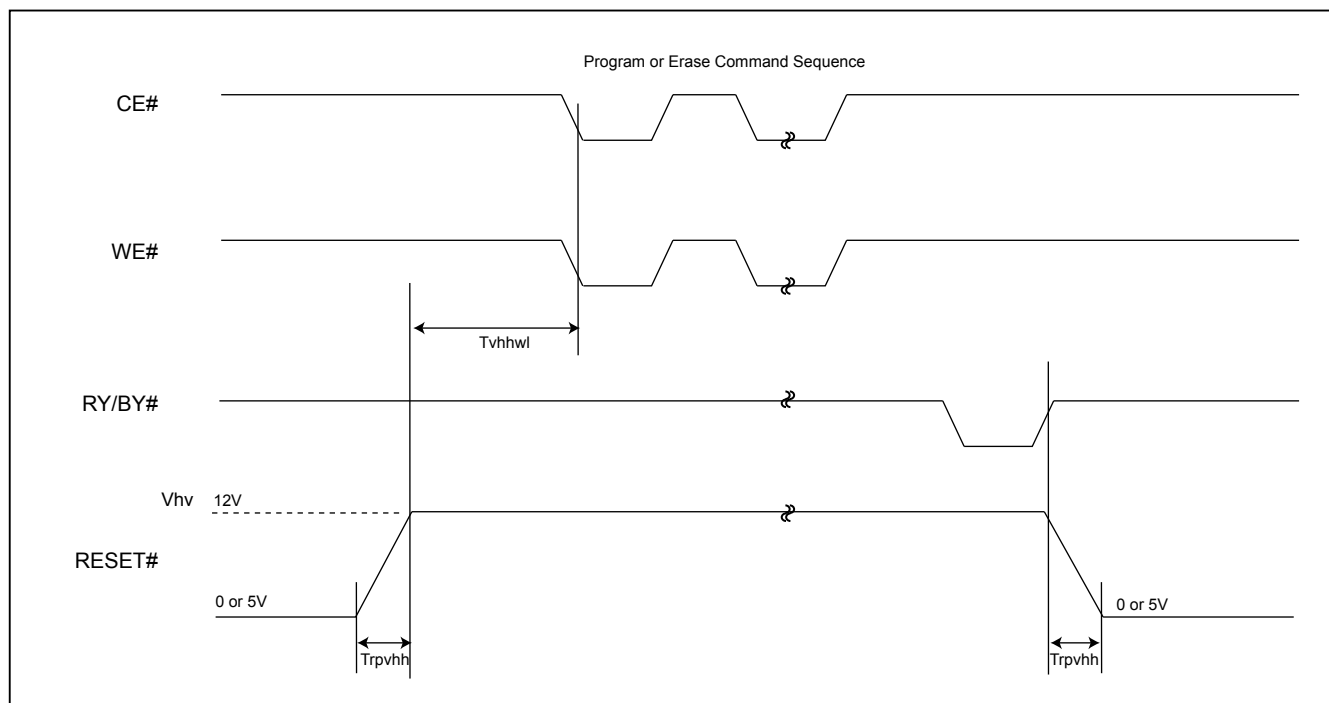 Program or Erase Command Sequence
CE#
WE#
Tvhhwl
RY/BY#
Vhv 12V
RESET#
0 or 5V 0 or 5V
Trpvhh Trpvhh